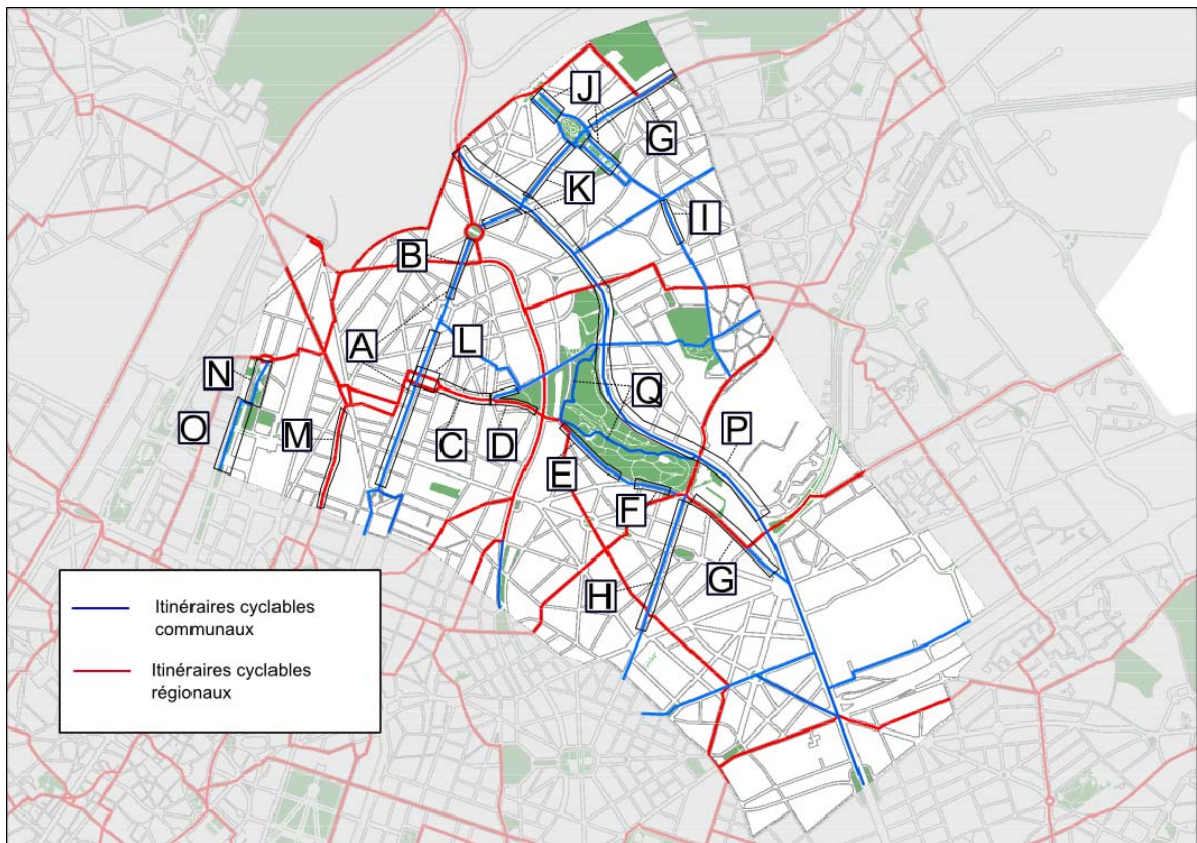 J
G
K
I
B
A
L
N
Q
O
M
C
D
P
E
F
G
H
Itinéraires cyclables
communaux
Itinéraires cyclables
régionaux